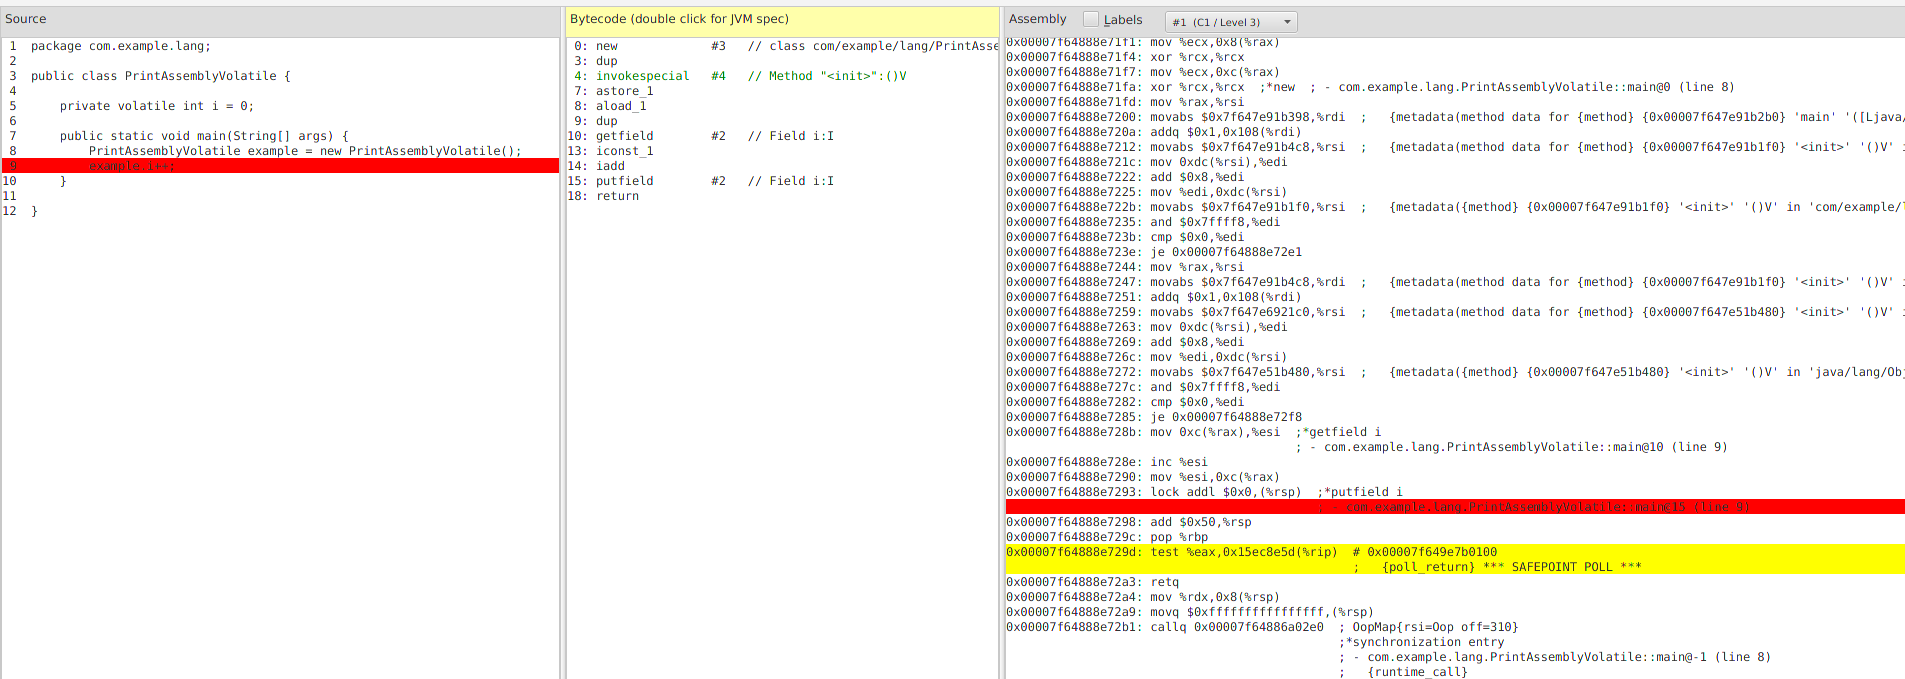 Source
1 package com.example.lang;
2
3 public class PrintAssemblyVolatile {
4
5 private volatile int i = 0;
6
7 public static void main(String[] args) {
8 PrintAssemblyVolatile example = new PrintAssemblyVolatile();
9 example.i++;
10 }
11
12 }
Bytecode (double click for JVM spec)
0: new #3 // class com/example/lang/PrintAsse
3: dup
4: invokespecial #4 // Method "<init>":()V
7: astore_1
8: aload_1
9: dup
10: getfield #2 // Field i:I
13: iconst_1
14: iadd
15: putfield #2 // Field i:I
18: return
Assembly Labels #1 (C1 / Level 3)
0x00007f64888e71f1: mov %ecx,0x8(%rax)
0x00007f64888e71f4: xor %rcx,%rcx
0x00007f64888e71f7: mov %ecx,0xc(%rax)
0x00007f64888e71fa: xor %rcx,%rcx ;*new ; - com.example.lang.PrintAssemblyVolatile::main@0 (line 8)
0x00007f64888e71fd: mov %rax,%rsi
0x00007f64888e7200: movabs $0x7f647e91b398,%rdi ; {metadata(method data for {method} {0x00007f647e91b2b0} 'main' '([Ljava/
0x00007f64888e720a: addq $0x1,0x108(%rdi)
0x00007f64888e7212: movabs $0x7f647e91b4c8,%rsi ; {metadata(method data for {method} {0x00007f647e91b1f0} '<init>' '()V' i
0x00007f64888e721c: mov 0xdc(%rsi),%edi
0x00007f64888e7222: add $0x8,%edi
0x00007f64888e7225: mov %edi,0xdc(%rsi)
0x00007f64888e722b: movabs $0x7f647e91b1f0,%rsi ; {metadata({method} {0x00007f647e91b1f0} '<init>' '()V' in 'com/example/l
0x00007f64888e7235: and $0x7ffff8,%edi
0x00007f64888e723b: cmp $0x0,%edi
0x00007f64888e723e: je 0x00007f64888e72e1
0x00007f64888e7244: mov %rax,%rsi
0x00007f64888e7247: movabs $0x7f647e91b4c8,%rdi ; {metadata(method data for {method} {0x00007f647e91b1f0} '<init>' '()V' i
0x00007f64888e7251: addq $0x1,0x108(%rdi)
0x00007f64888e7259: movabs $0x7f647e6921c0,%rsi ; {metadata(method data for {method} {0x00007f647e51b480} '<init>' '()V' i
0x00007f64888e7263: mov 0xdc(%rsi),%edi
0x00007f64888e7269: add $0x8,%edi
0x00007f64888e726c: mov %edi,0xdc(%rsi)
0x00007f64888e7272: movabs $0x7f647e51b480,%rsi ; {metadata({method} {0x00007f647e51b480} '<init>' '()V' in 'java/lang/Obj
0x00007f64888e727c: and $0x7ffff8,%edi
0x00007f64888e7282: cmp $0x0,%edi
0x00007f64888e7285: je 0x00007f64888e72f8
0x00007f64888e728b: mov 0xc(%rax),%esi ;*getfield i
; - com.example.lang.PrintAssemblyVolatile::main@10 (line 9)
0x00007f64888e728e: inc %esi
0x00007f64888e7290: mov %esi,0xc(%rax)
0x00007f64888e7293: lock addl $0x0,(%rsp) ;*putfield i
; - com.example.lang.PrintAssemblyVolatile::main@15 (line 9)
0x00007f64888e7298: add $0x50,%rsp
0x00007f64888e729c: pop %rbp
0x00007f64888e729d: test %eax,0x15ec8e5d(%rip) # 0x00007f649e7b0100
; {poll_return} *** SAFEPOINT POLL ***
0x00007f64888e72a3: retq
0x00007f64888e72a4: mov %rdx,0x8(%rsp)
0x00007f64888e72a9: movq $0xffffffffffffffff,(%rsp)
0x00007f64888e72b1: callq 0x00007f64886a02e0 ; OopMap{rsi=Oop off=310}
;*synchronization entry
; - com.example.lang.PrintAssemblyVolatile::main@-1 (line 8)
; {runtime_call}